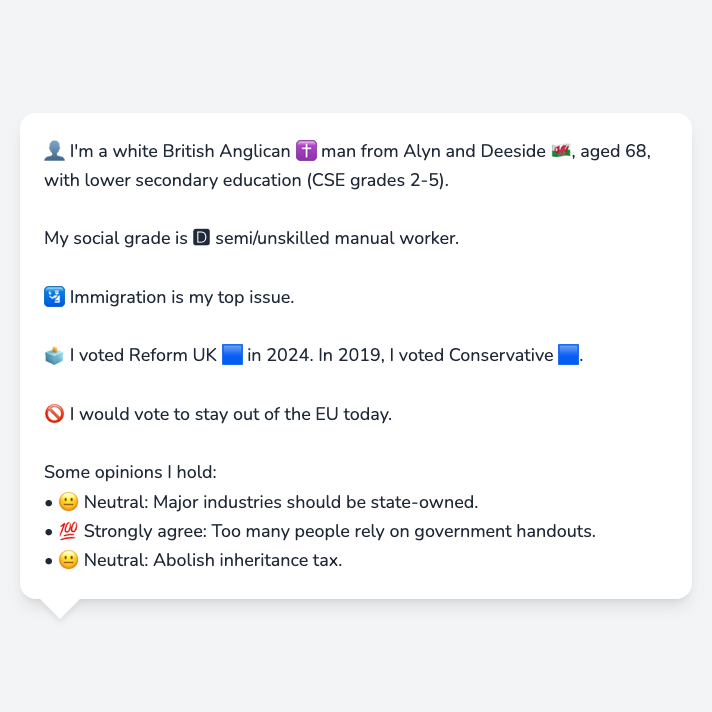 👤 I'm a white British Anglican ✝️ man from Alyn and Deeside 🏴󠁧󠁢󠁷󠁬󠁳󠁿, aged 68,
with lower secondary education (CSE grades 2-5).
My social grade is 🅳 semi/unskilled manual worker.
🛂 Immigration is my top issue.
🗳️ I voted Reform UK 🟦 in 2024. In 2019, I voted Conservative 🟦.
🚫 I would vote to stay out of the EU today.
Some opinions I hold:
• 😐 Neutral: Major industries should be state-owned.
• 💯 Strongly agree: Too many people rely on government handouts.
• 😐 Neutral: Abolish inheritance tax.